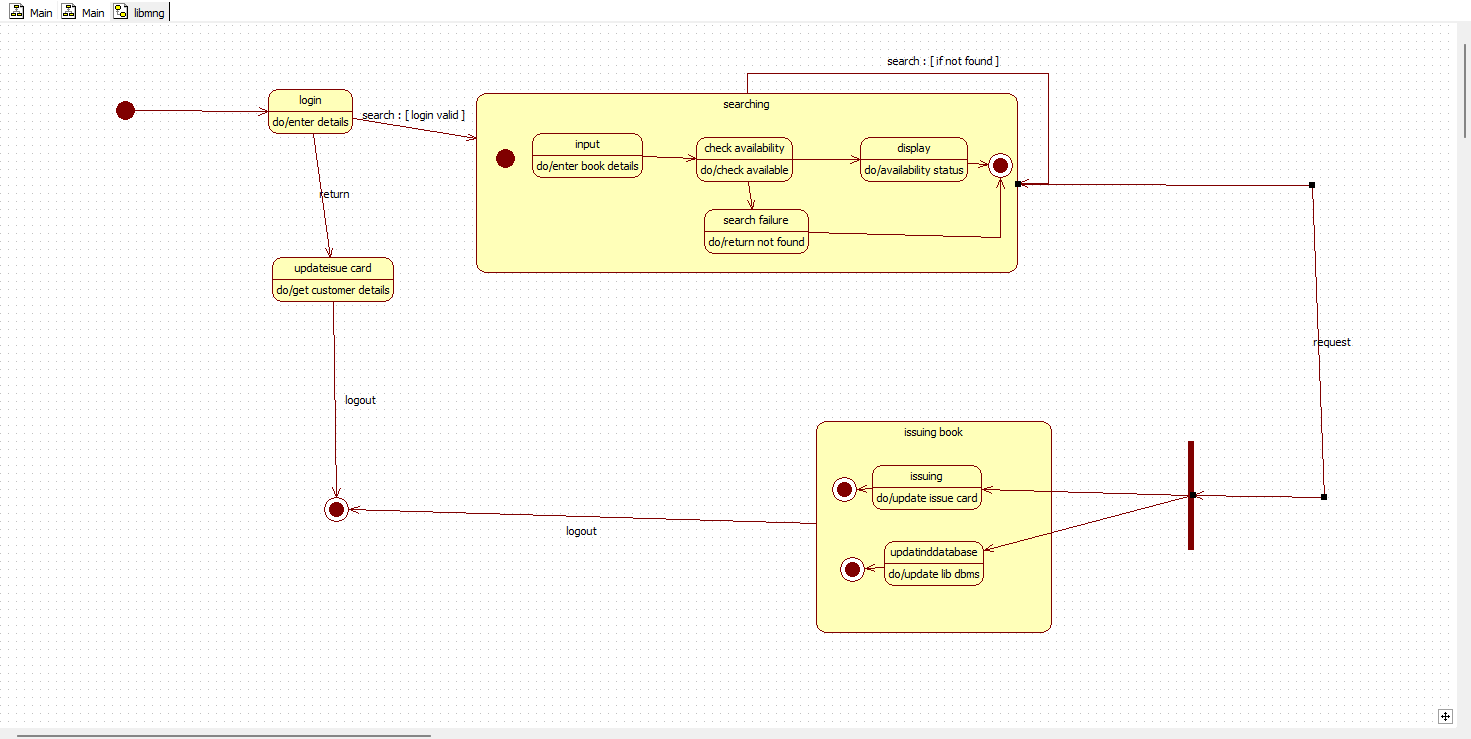 Main
Main
libmng
search : [ if not found ]
login
do/enter details
search : [ login valid ]
searching
input
do/enter book details
check availability
do/check available
display
do/availability status
return
search failure
do/return not found
updateisue card
do/get customer details
request
logout
issuing book
issuing
do/update issue card
logout
updatinddatabase
do/update lib dbms